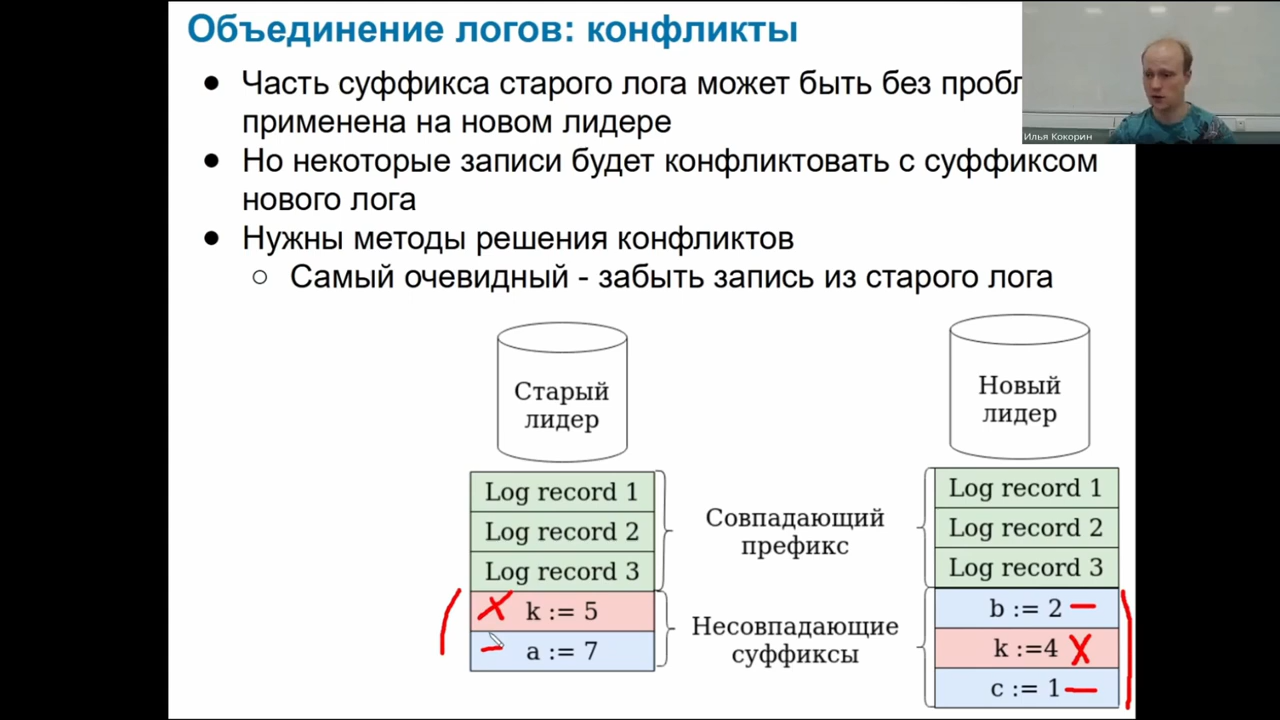 Объединение логов: конфликты
● Часть суффикса старого лога может быть без
применена на новом лидере
● Но некоторые записи будет конфликтовать с суффиксом
нового лога
● Нужны методы решения конфликтов
○ Самый очевидный - забыть запись из старого лога
Илья Кокорин
Старый
лидер
Новый
лидер
Log record 1
Log record 2
Log record 3
k := 5
a := 7
Совпадающий
префикс
Несовпадающие
суффиксы
Log record 1
Log record 2
Log record 3
b := 2
k :=4
c := 1